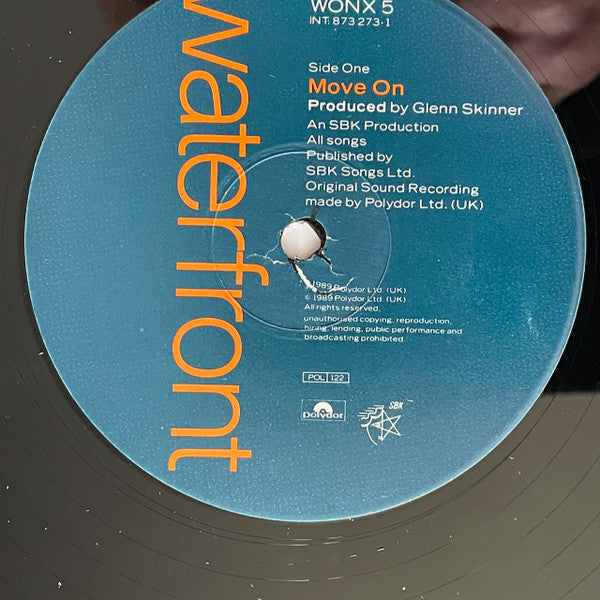 waterfront
WONX 5
INT: 873 273-1
Side One
Move On
Produced by Glenn Skinner
An SBK Production
All songs
Published by
SBK Songs Ltd.
Original Sound Recording
made by Polydor Ltd. (UK)
℗ 1989 Polydor Ltd. (UK)
© 1989 Polydor Ltd. (UK)
All rights reserved.
unauthorised copying, reproduction,
hiring, lending, public performance and
broadcasting prohibited
POL 122
Polydor
SBK